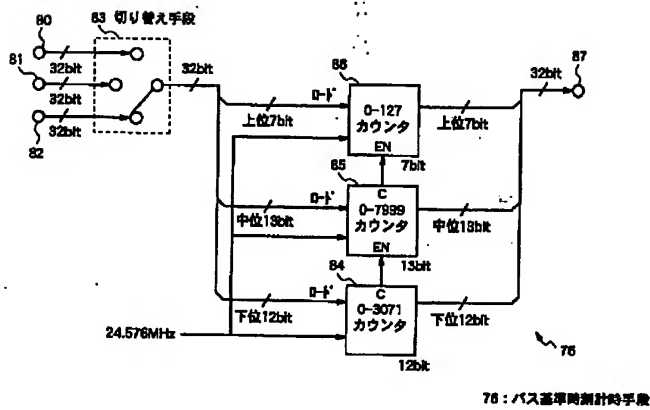 80
83 切り替え手段
32bit
81
32bit
82
32bit
32bit
86
ロード
0-127
カウンタ
EN
上位7bit
7bit
上位7bit
32bit
87
85
ロード
C
0-7999
カウンタ
EN
中位13bit
13bit
中位13bit
84
ロード
C
0-3071
カウンタ
下位12bit
12bit
下位12bit
24.576MHz
76
76：バス基準時刻計時手段